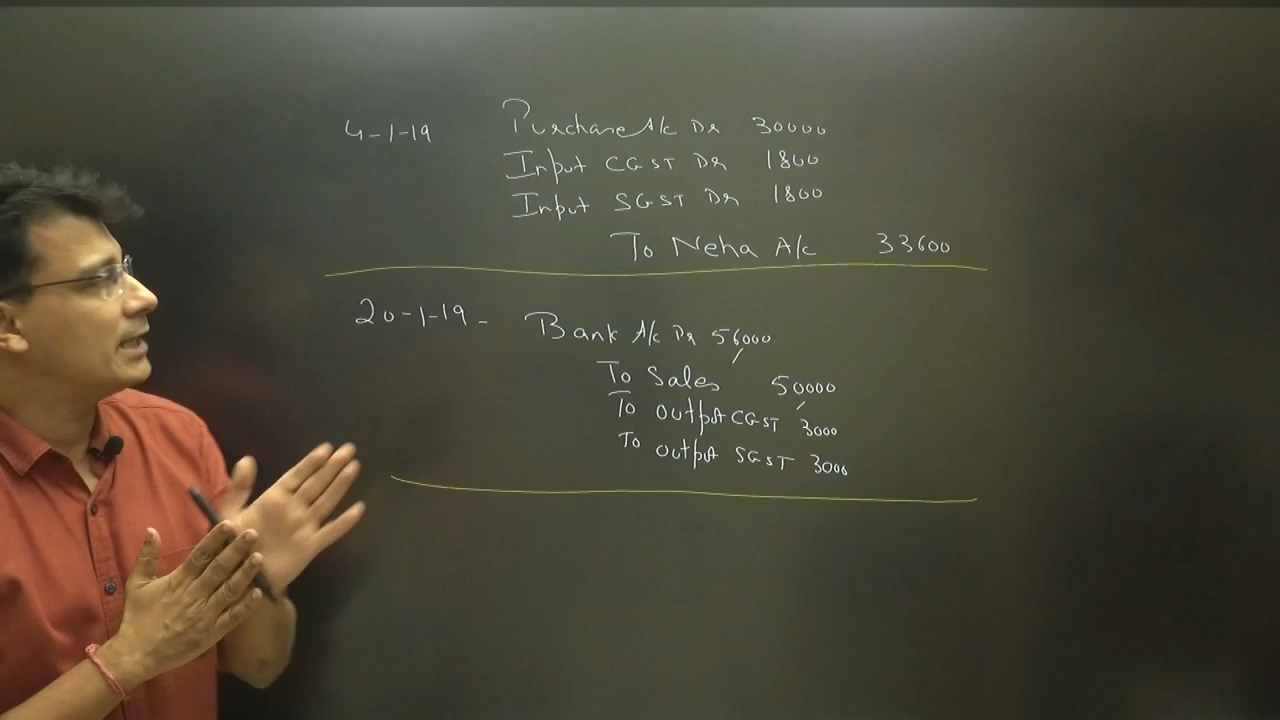 4-1-19 Purchase A/c Dr 30000
Input CGST Dr 1800
Input SGST Dr 1800
To Neha A/c 33600
20-1-19 - Bank A/c Dr 56000
To Sales 50000
To output CGST 3000
To output SGST 3000